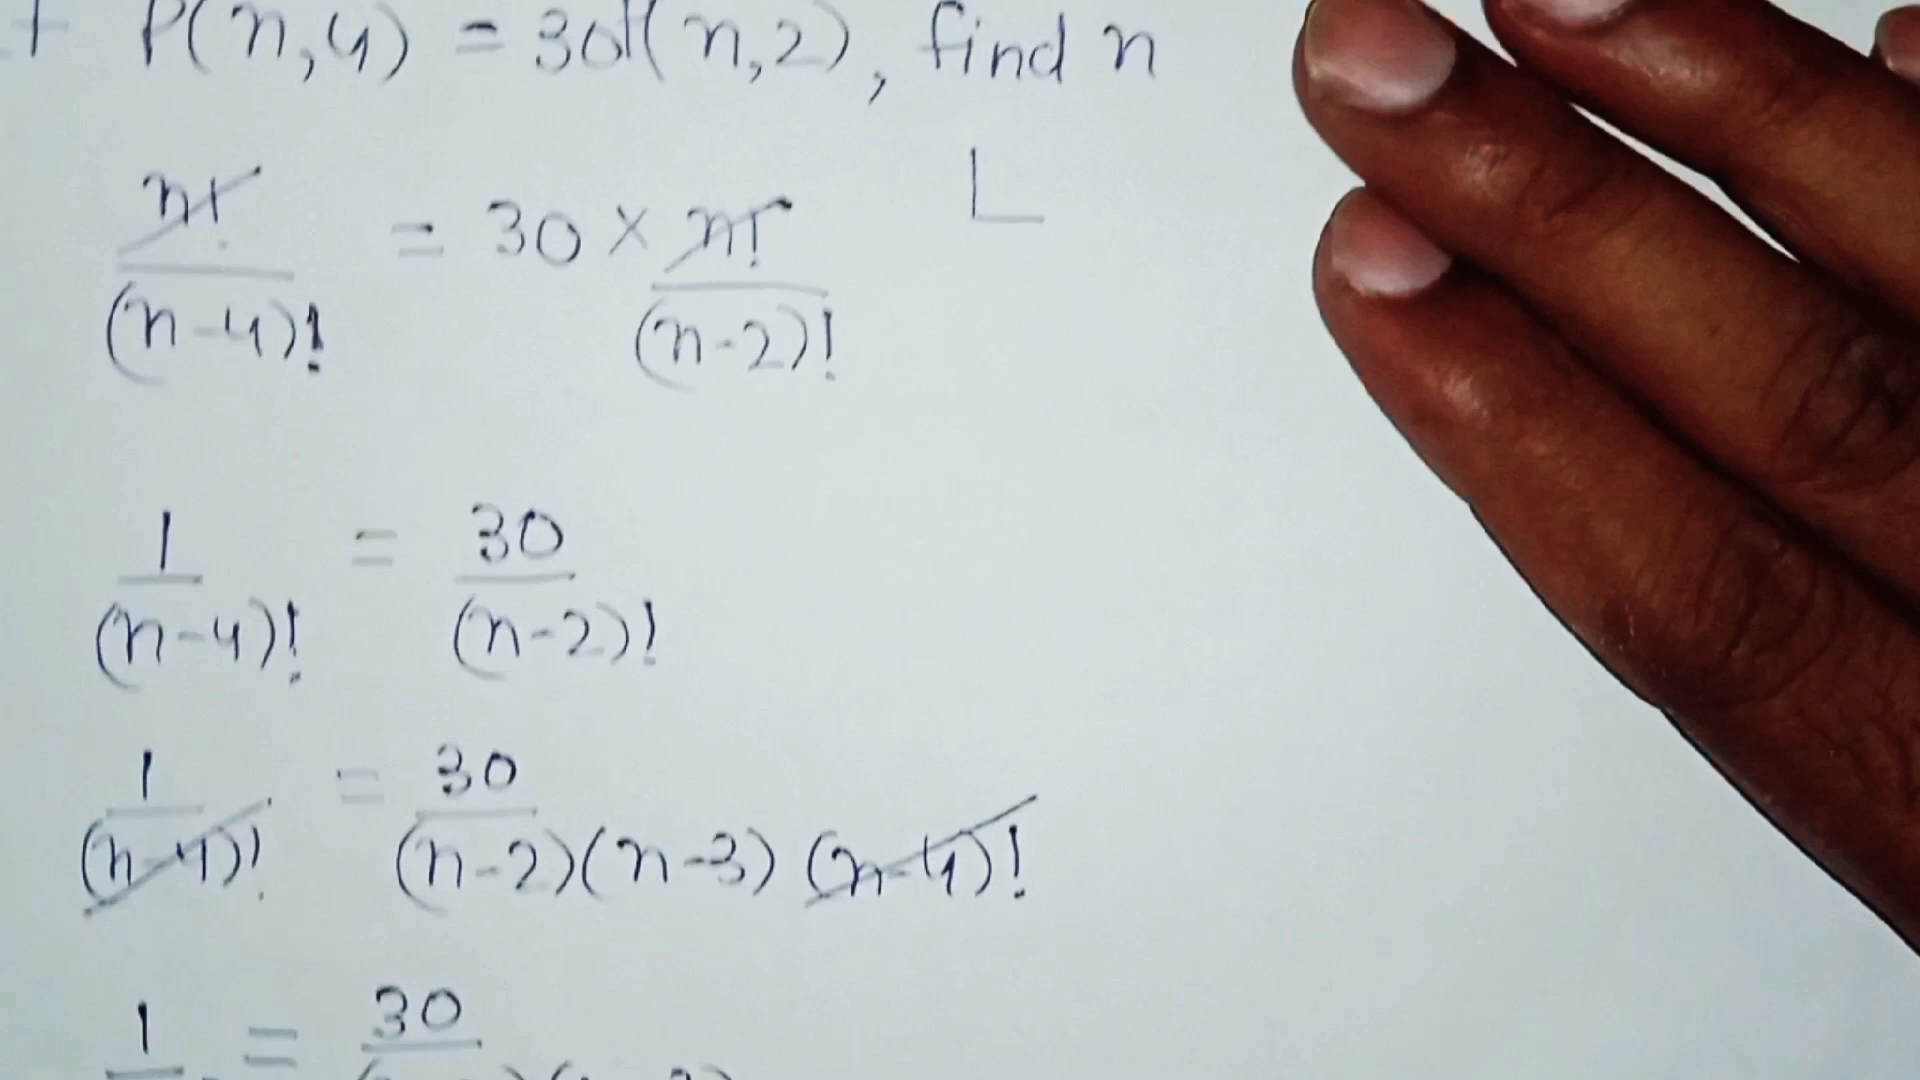 P(n,4) = 30P(n,2), find n
n!/(n-4)! = 30 × n!/(n-2)!
1/(n-4)! = 30/(n-2)!
1/(n-4)! = 30/(n-2)(n-3)(n-4)!
1 = 30